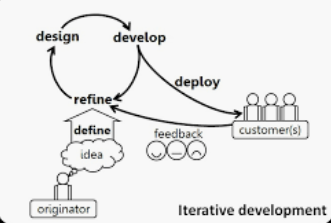 design
develop
deploy
refine
define
idea
feedback
customer(s)
originator
Iterative development